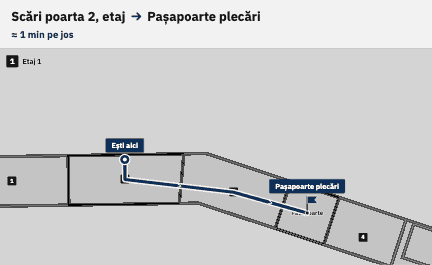 Scări poarta 2, etaj → Pașapoarte plecări
≈ 1 min pe jos
1 Etaj 1
Ești aici
Pașapoarte plecări
1
4